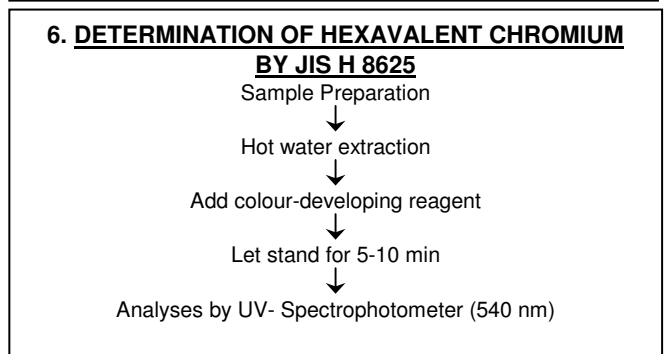 6. DETERMINATION OF HEXAVALENT CHROMIUM
BY JIS H 8625
Sample Preparation
Hot water extraction
Add colour-developing reagent
Let stand for 5-10 min
Analyses by UV- Spectrophotometer (540 nm)